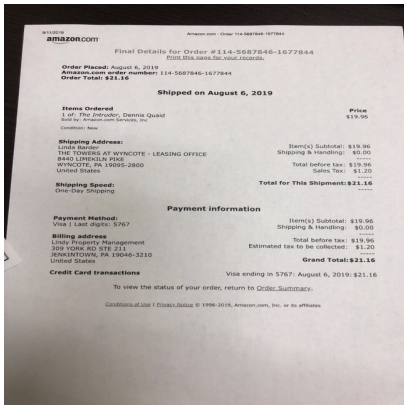 8/11/2019
Amazon.com - Order 114-5687846-1677844
amazon.com
Final Details for Order #114-5687846-1677844
Print this page for your records.
Order Placed: August 6, 2019
Amazon.com order number: 114-5687846-1677844
Order Total: $21.16
Shipped on August 6, 2019
Items Ordered Price
1 of: The Intruder, Dennis Quaid $19.96
Sold by: Amazon.com Services, Inc
Condition: New
Shipping Address:
Linda Barder
THE TOWERS AT WYNCOTE - LEASING OFFICE
8440 LIMEKILN PIKE
WYNCOTE, PA 19095-2800
United States
Item(s) Subtotal: $19.96
Shipping & Handling: $0.00
-----
Total before tax: $19.96
Sales Tax: $1.20
-----
Total for This Shipment: $21.16
-----
Shipping Speed:
One-Day Shipping
Payment information
Payment Method:
Visa | Last digits: 5767
Billing address
Lindy Property Management
309 YORK RD STE 211
JENKINTOWN, PA 19046-3210
United States
Item(s) Subtotal: $19.96
Shipping & Handling: $0.00
-----
Total before tax: $19.96
Estimated tax to be collected: $1.20
-----
Grand Total: $21.16
Credit Card transactions Visa ending in 5767: August 6, 2019: $21.16
To view the status of your order, return to Order Summary.
Conditions of Use | Privacy Notice © 1996-2019, Amazon.com, Inc. or its affiliates